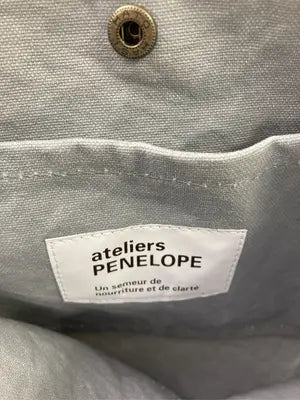 ateliers
PENELOPE
Un semeur de
nourriture et de clarté